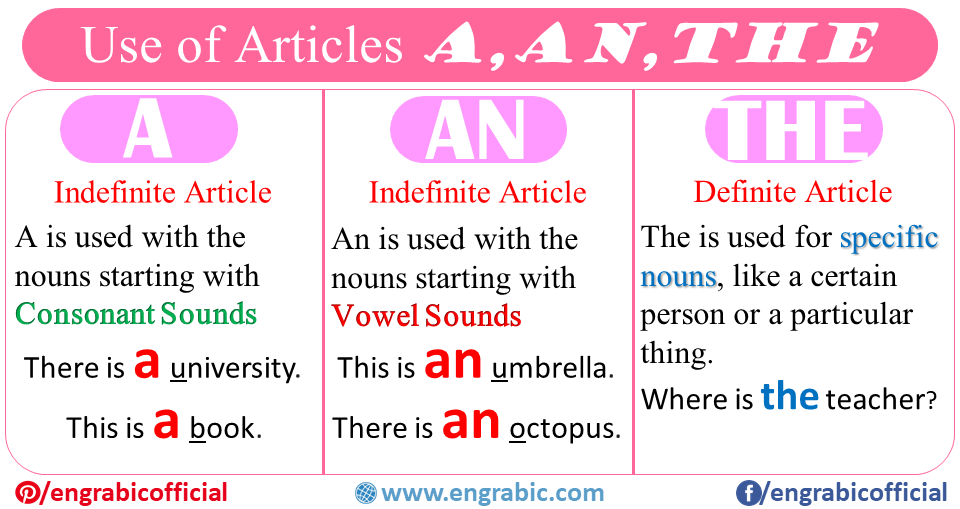 Use of Articles A, AN, THE
A
Indefinite Article
A is used with the
nouns starting with
Consonant Sounds
There is a university.
This is a book.
AN
Indefinite Article
An is used with the
nouns starting with
Vowel Sounds
This is an umbrella.
There is an octopus.
THE
Definite Article
The is used for specific
nouns, like a certain
person or a particular
thing.
Where is the teacher?
/engrabicofficial
www.engrabic.com
/engrabicofficial